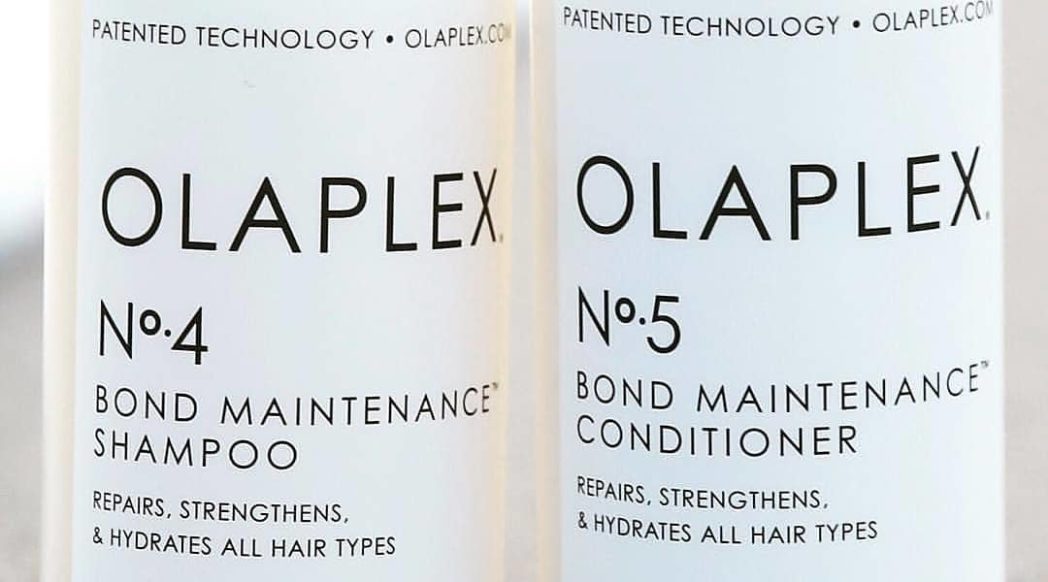 PATENTED TECHNOLOGY • OLAPLEX.COM
OLAPLEX.
Nº.4
BOND MAINTENANCE™
SHAMPOO
REPAIRS, STRENGTHENS,
& HYDRATES ALL HAIR TYPES
PATENTED TECHNOLOGY • OLAPLEX.COM
OLAPLEX.
Nº.5
BOND MAINTENANCE™
CONDITIONER
REPAIRS, STRENGTHENS,
& HYDRATES ALL HAIR TYPES